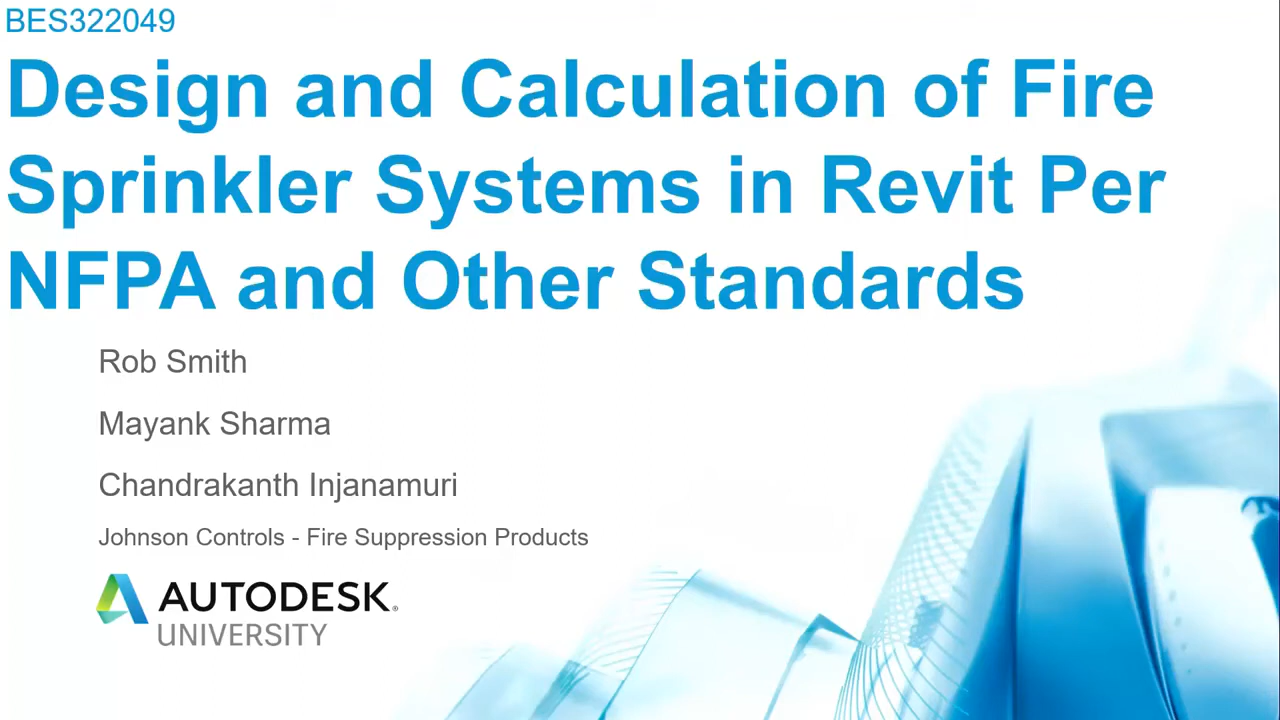 BES322049
Design and Calculation of Fire
Sprinkler Systems in Revit Per
NFPA and Other Standards
Rob Smith
Mayank Sharma
Chandrakanth Injanamuri
Johnson Controls - Fire Suppression Products
AUTODESK®
UNIVERSITY